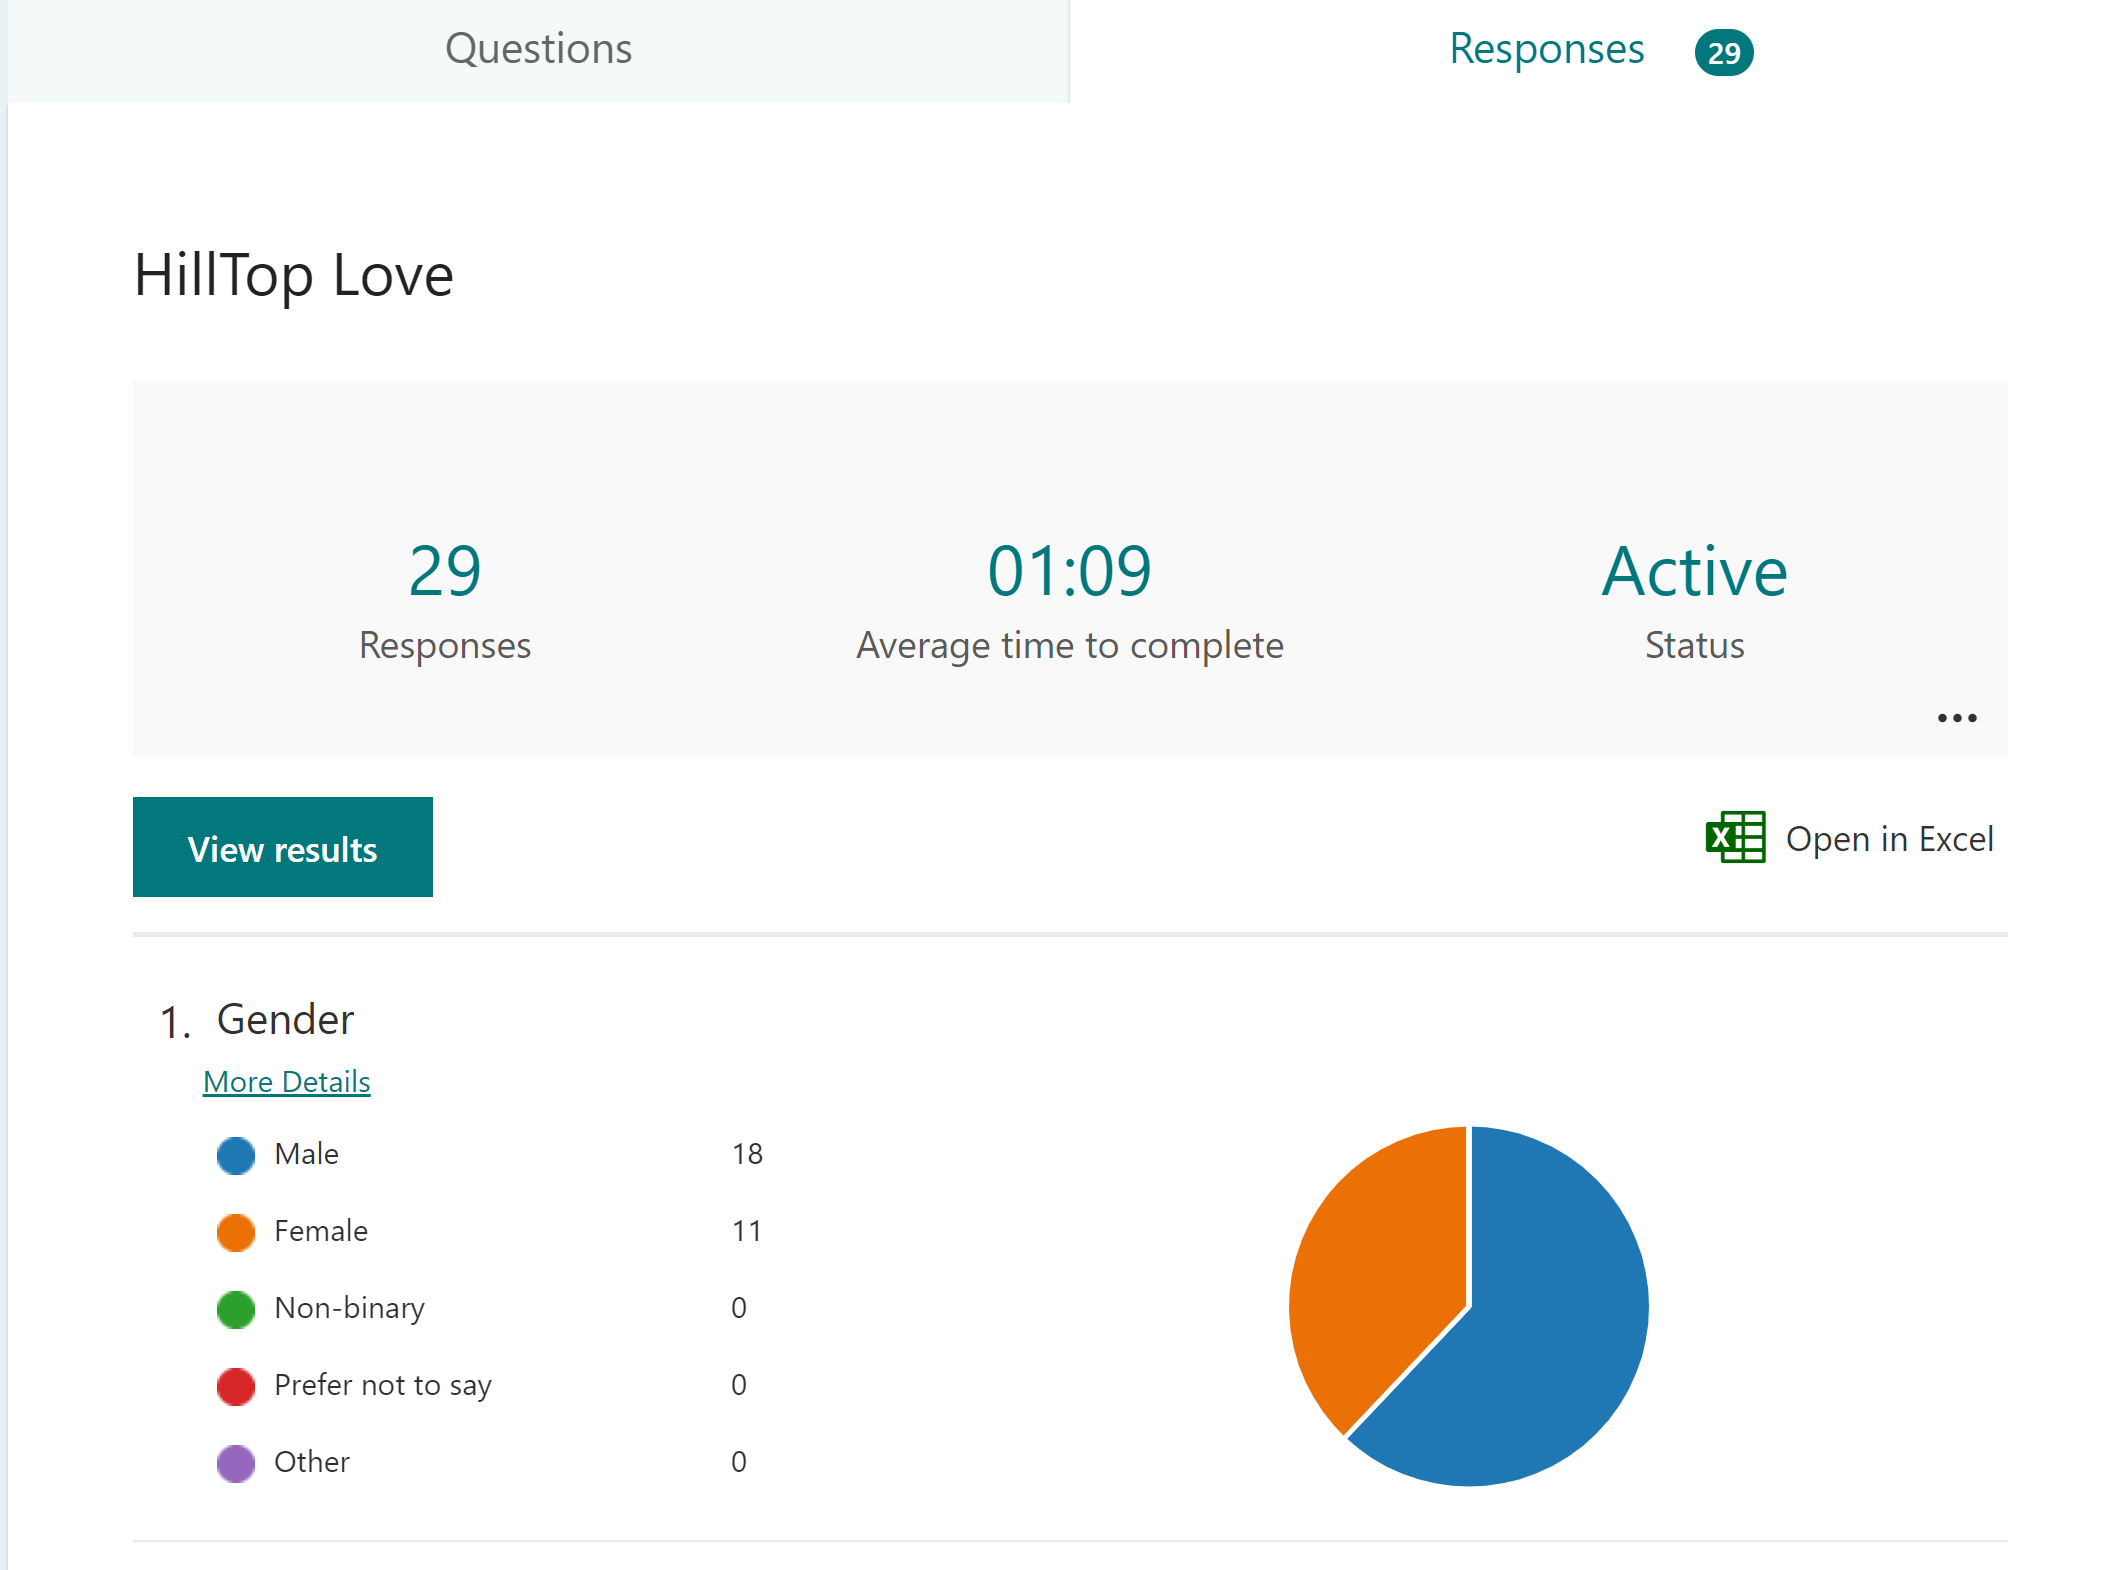 Questions
Responses 29
HillTop Love
29
Responses
01:09
Average time to complete
Active
Status
View results
Open in Excel
1. Gender
More Details
Male 18
Female 11
Non-binary 0
Prefer not to say 0
Other 0